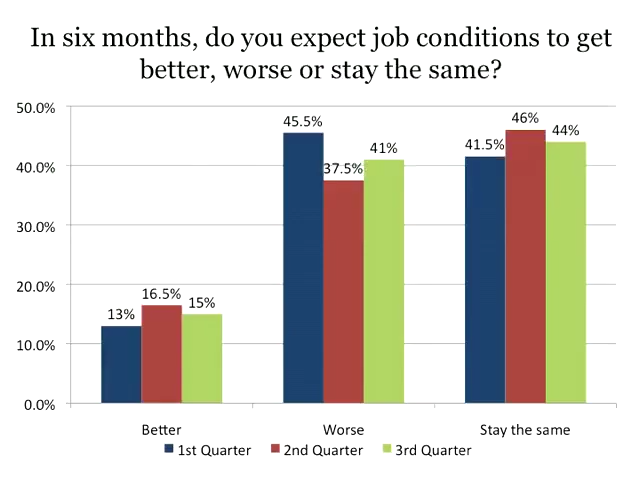 In six months, do you expect job conditions to get
better, worse or stay the same?
50.0%
40.0%
30.0%
20.0%
10.0%
0.0%
13%
16.5%
15%
45.5%
37.5%
41%
41.5%
46%
44%
Better
Worse
Stay the same
1st Quarter
2nd Quarter
3rd Quarter